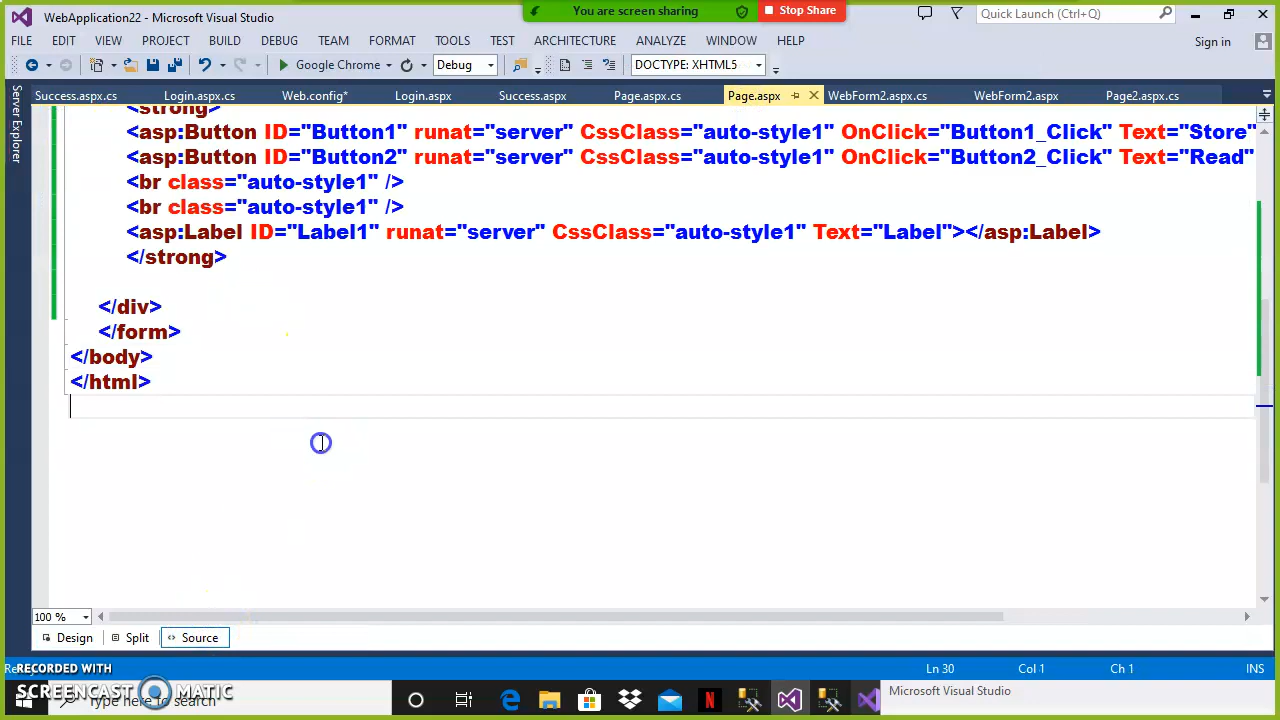 WebApplication22 - Microsoft Visual Studio
You are screen sharing
Stop Share
Quick Launch (Ctrl+Q)
FILE EDIT VIEW PROJECT BUILD DEBUG TEAM FORMAT TOOLS TEST ARCHITECTURE ANALYZE WINDOW HELP
Sign in
Google Chrome Debug DOCTYPE: XHTML5
Server Explorer
Success.aspx.cs Login.aspx.cs Web.config* Login.aspx Success.aspx Page.aspx.cs Page.aspx WebForm2.aspx.cs WebForm2.aspx Page2.aspx.cs
<strong>
<asp:Button ID="Button1" runat="server" CssClass="auto-style1" OnClick="Button1_Click" Text="Store"
<asp:Button ID="Button2" runat="server" CssClass="auto-style1" OnClick="Button2_Click" Text="Read"
<br class="auto-style1" />
<br class="auto-style1" />
<asp:Label ID="Label1" runat="server" CssClass="auto-style1" Text="Label"></asp:Label>
</strong>
</div>
</form>
</body>
</html>
100 %
Design Split Source
RECORDED WITH
Ln 30 Col 1 Ch 1 INS
SCREENCAST MATIC
Type here to search
Microsoft Visual Studio